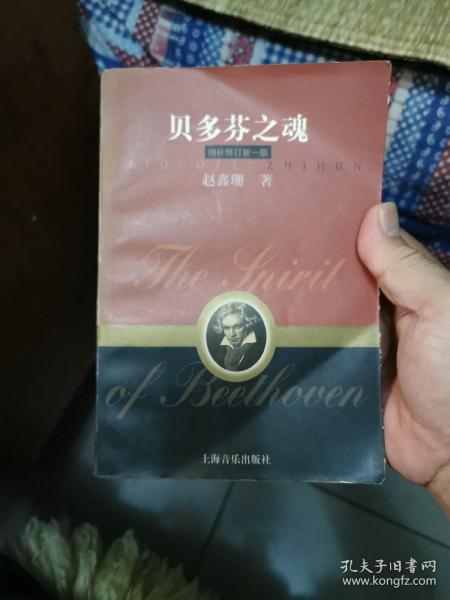 贝多芬之魂
增补修订新一版
BEIDUOFEN ZHIHUN
赵鑫珊 著
The Spirit
of Beethoven
上海音乐出版社
孔夫子旧书网
www.kongfz.com